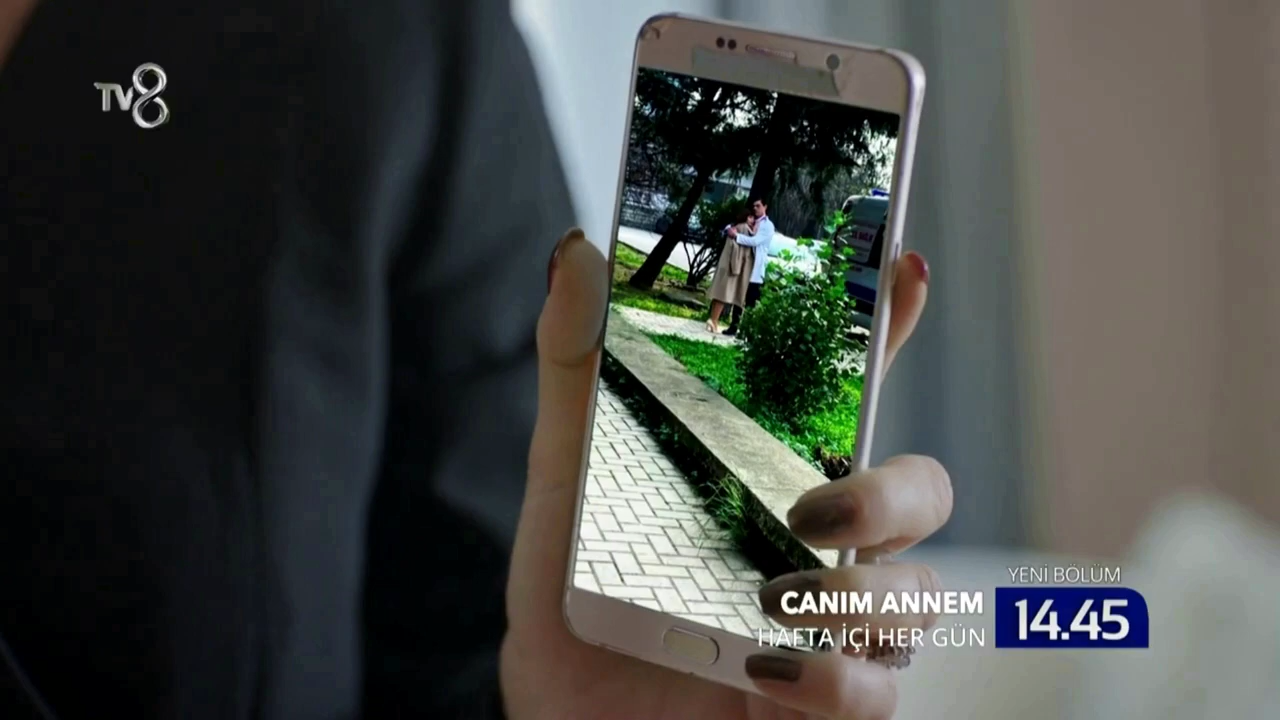 TV8
YENİ BÖLÜM
CANIM ANNEM
14.45
HAFTA İÇİ HER GÜN